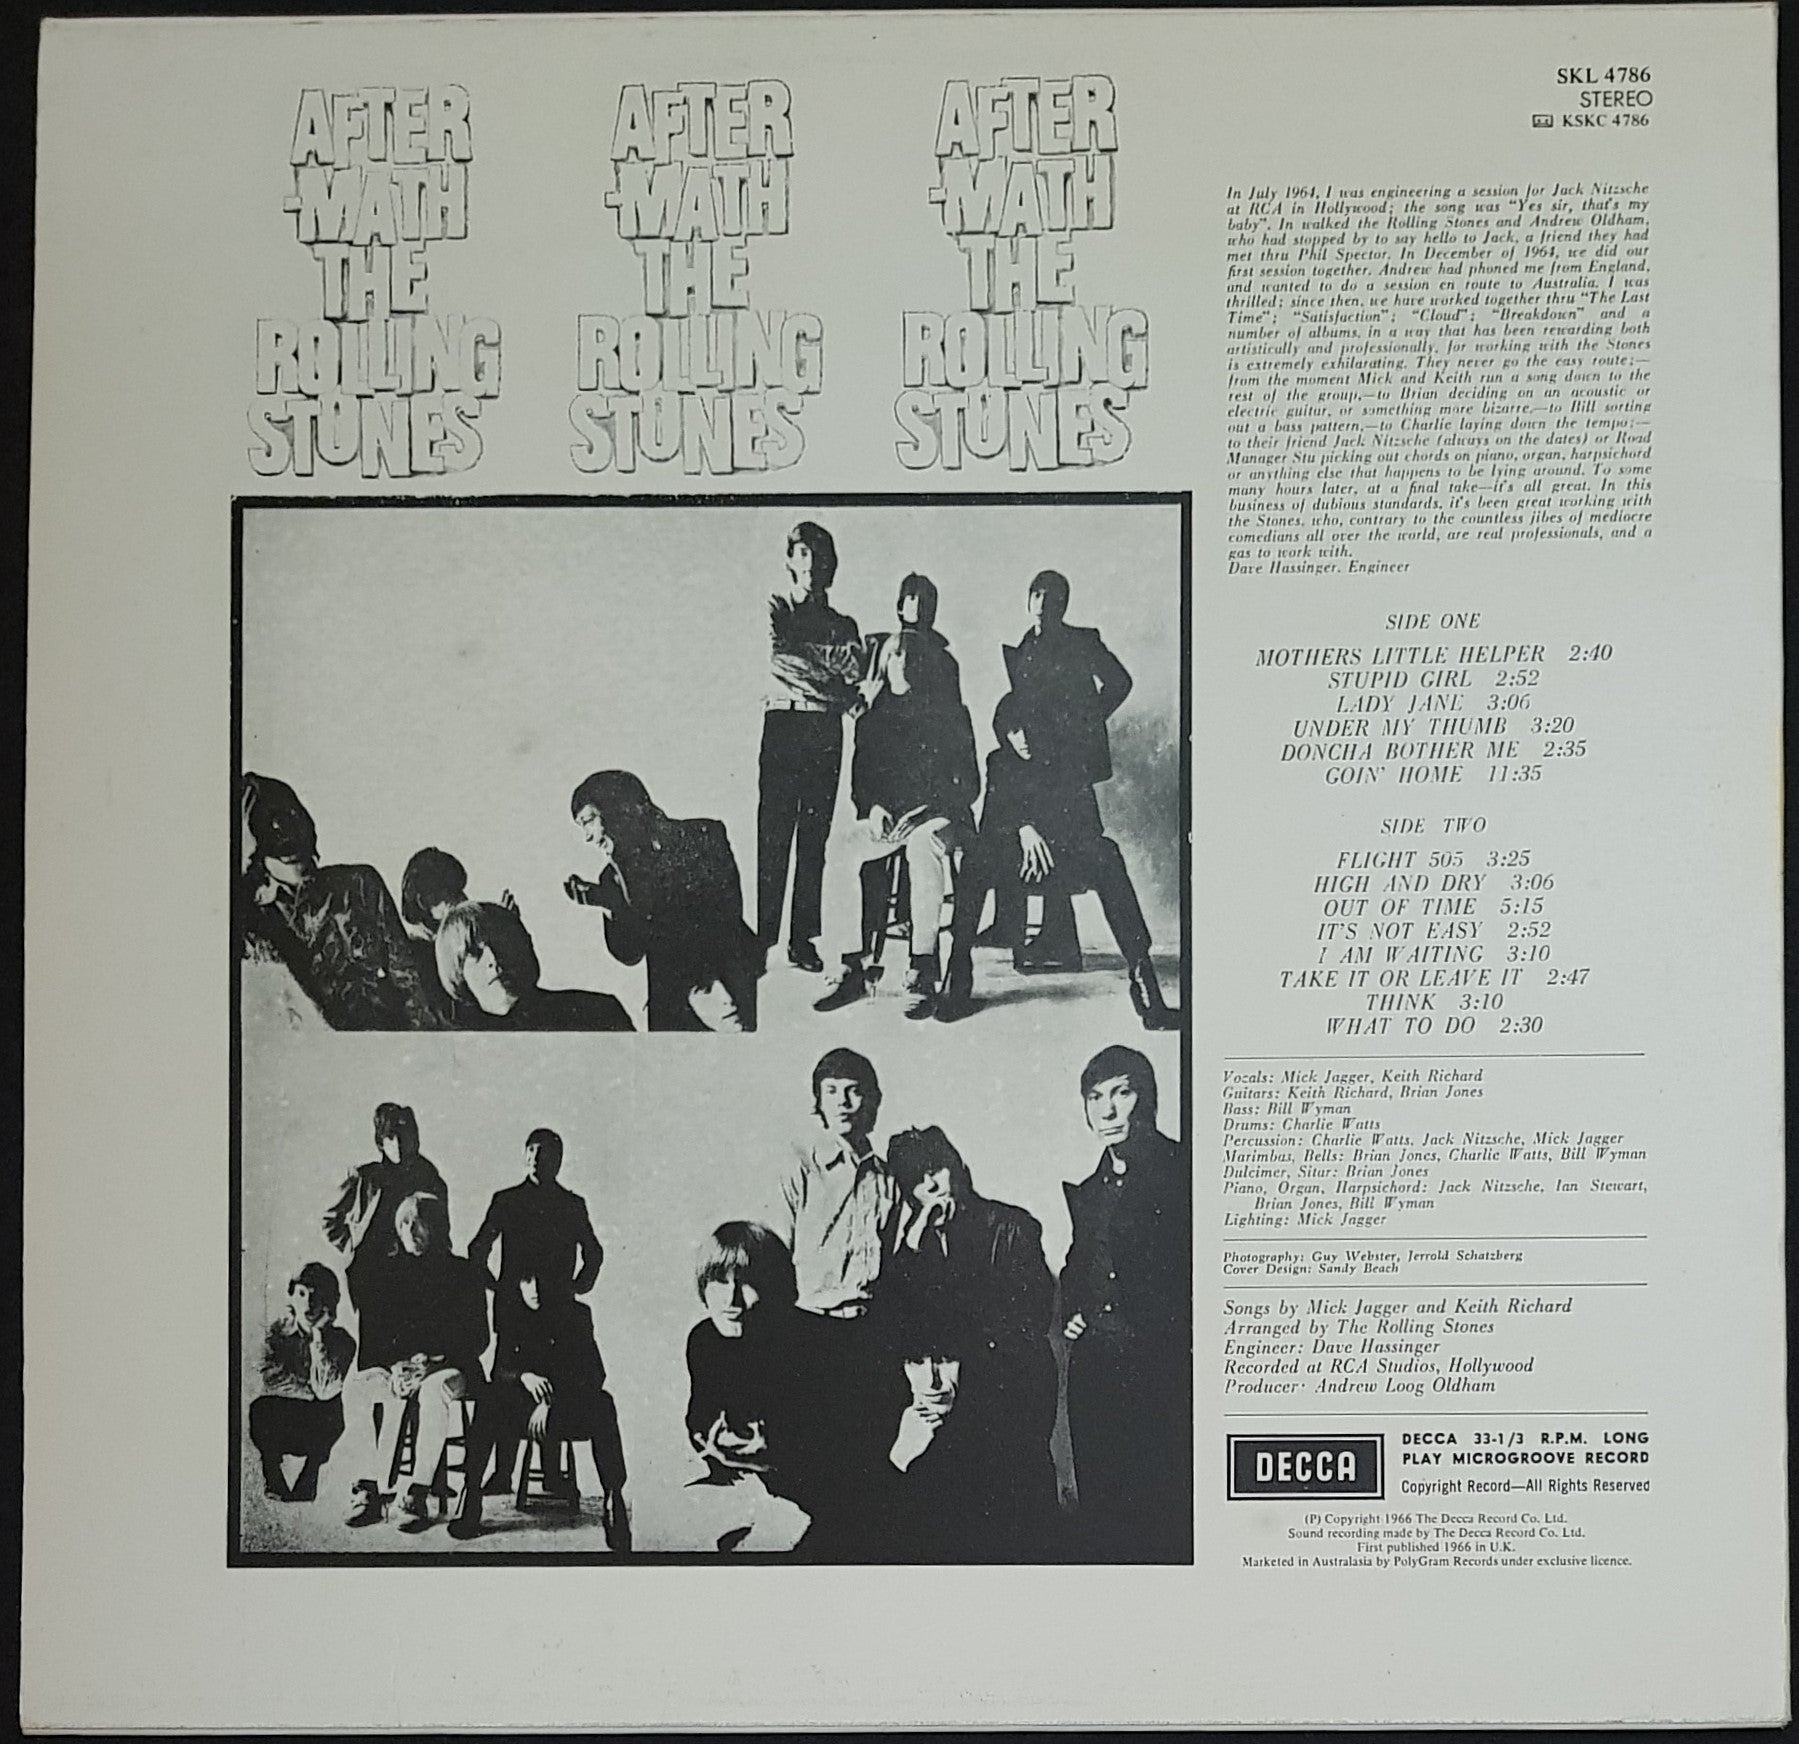 AFTER
-MATH
THE
ROLLING
STONES
AFTER
-MATH
THE
ROLLING
STONES
AFTER
-MATH
THE
ROLLING
STONES
SKL 4786
STEREO
KSKC 4786
In July 1964, I was engineering a session for Jack Nitzsche
at RCA in Hollywood; the song was "Yes sir, that's my
baby". In walked the Rolling Stones and Andrew Oldham,
who had stopped by to say hello to Jack, a friend they had
met thru Phil Spector. In December of 1964, we did our
first session together. Andrew had phoned me from England,
and wanted to do a session en route to Australia. I was
thrilled; since then, we have worked together thru "The Last
Time"; "Satisfaction"; "Cloud"; "Breakdown" and a
number of albums, in a way that has been rewarding both
artistically and professionally, for working with the Stones
is extremely exhilarating. They never go the easy route;—
from the moment Mick and Keith run a song down to the
rest of the group,—to Brian deciding on an acoustic or
electric guitar, or something more bizarre,—to Bill sorting
out a bass pattern,—to Charlie laying down the tempo;—
to their friend Jack Nitzsche (always on the dates) or Road
Manager Stu picking out chords on piano, organ, harpsichord
or anything else that happens to be lying around. To some
many hours later, at a final take—it's all great. In this
business of dubious standards, it's been great working with
the Stones, who, contrary to the countless jibes of mediocre
comedians all over the world, are real professionals, and a
gas to work with.
Dave Hassinger. Engineer
SIDE ONE
MOTHERS LITTLE HELPER 2:40
STUPID GIRL 2:52
LADY JANE 3:06
UNDER MY THUMB 3:20
DONCHA BOTHER ME 2:35
GOIN' HOME 11:35
SIDE TWO
FLIGHT 505 3:25
HIGH AND DRY 3:06
OUT OF TIME 5:15
IT'S NOT EASY 2:52
I AM WAITING 3:10
TAKE IT OR LEAVE IT 2:47
THINK 3:10
WHAT TO DO 2:30
Vocals: Mick Jagger, Keith Richard
Guitars: Keith Richard, Brian Jones
Bass: Bill Wyman
Drums: Charlie Watts
Percussion: Charlie Watts, Jack Nitzsche, Mick Jagger
Marimbas, Bells: Brian Jones, Charlie Watts, Bill Wyman
Dulcimer, Sitar: Brian Jones
Piano, Organ, Harpsichord: Jack Nitzsche, Ian Stewart,
Brian Jones, Bill Wyman
Lighting: Mick Jagger
Photography: Guy Webster, Jerrold Schatzberg
Cover Design: Sandy Beach
Songs by Mick Jagger and Keith Richard
Arranged by The Rolling Stones
Engineer: Dave Hassinger
Recorded at RCA Studios, Hollywood
Producer: Andrew Loog Oldham
DECCA
DECCA 33-1/3 R.P.M. LONG
PLAY MICROGROOVE RECORD
Copyright Record—All Rights Reserved
(P) Copyright 1966 The Decca Record Co. Ltd.
Sound recording made by The Decca Record Co. Ltd.
First published 1966 in U.K.
Marketed in Australasia by PolyGram Records under exclusive licence.